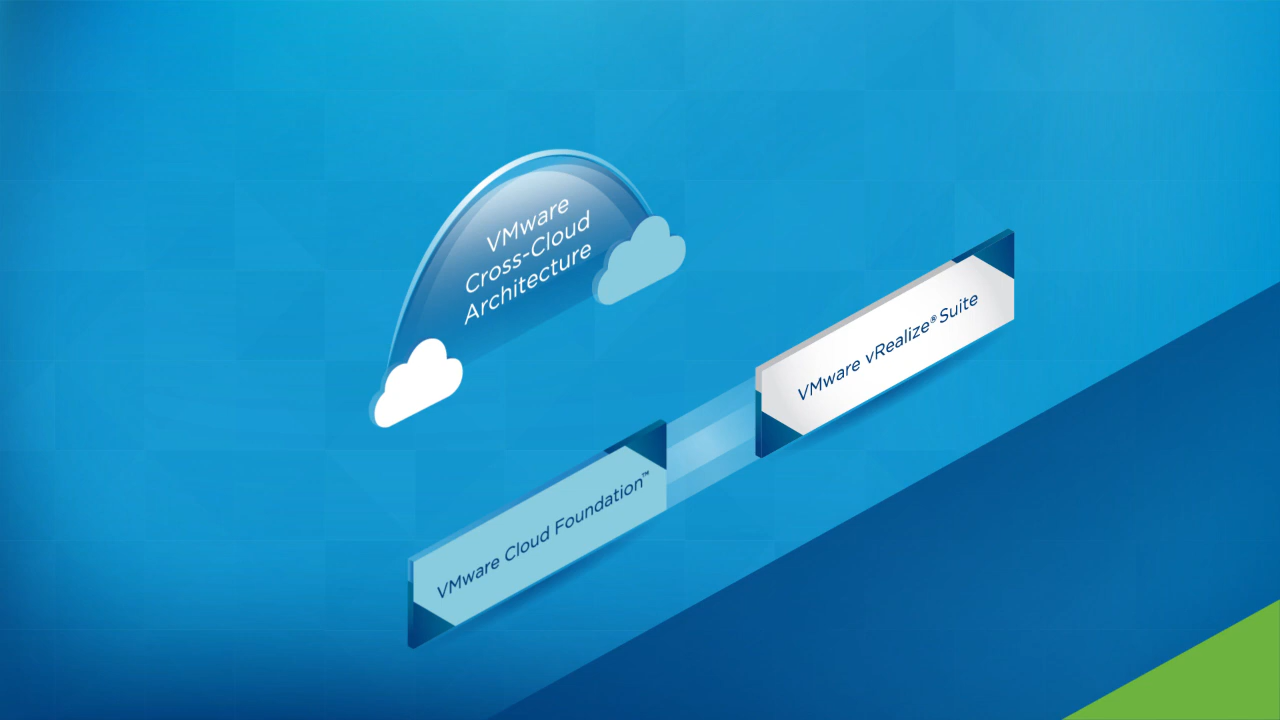 VMware
Cross-Cloud
Architecture
VMware vRealize® Suite
VMware Cloud Foundation™